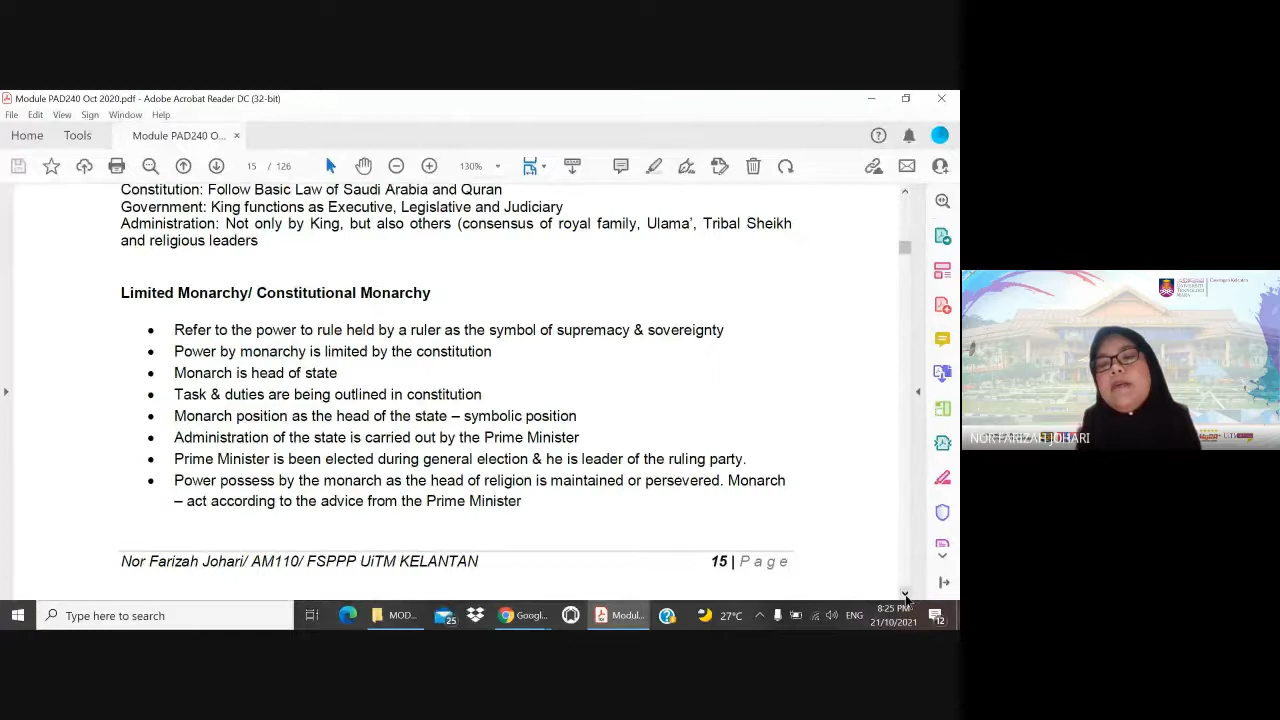 Module PAD240 Oct 2020.pdf - Adobe Acrobat Reader DC (32-bit)
File Edit View Sign Window Help
Home Tools Module PAD240 O... ×
15 / 126 130%
Constitution: Follow Basic Law of Saudi Arabia and Quran
Government: King functions as Executive, Legislative and Judiciary
Administration: Not only by King, but also others (consensus of royal family, Ulama', Tribal Sheikh
and religious leaders
Limited Monarchy/ Constitutional Monarchy
• Refer to the power to rule held by a ruler as the symbol of supremacy & sovereignty
• Power by monarchy is limited by the constitution
• Monarch is head of state
• Task & duties are being outlined in constitution
• Monarch position as the head of the state – symbolic position
• Administration of the state is carried out by the Prime Minister
• Prime Minister is been elected during general election & he is leader of the ruling party.
• Power possess by the monarch as the head of religion is maintained or persevered. Monarch
– act according to the advice from the Prime Minister
Nor Farizah Johari/ AM110/ FSPPP UiTM KELANTAN 15 | Page
UNIVERSITI
TEKNOLOGI
MARA
NOR FARIZAH JOHARI
Type here to search
MOD...
25
Googl...
Modul...
27°C
ENG
8:25 PM
21/10/2021
12